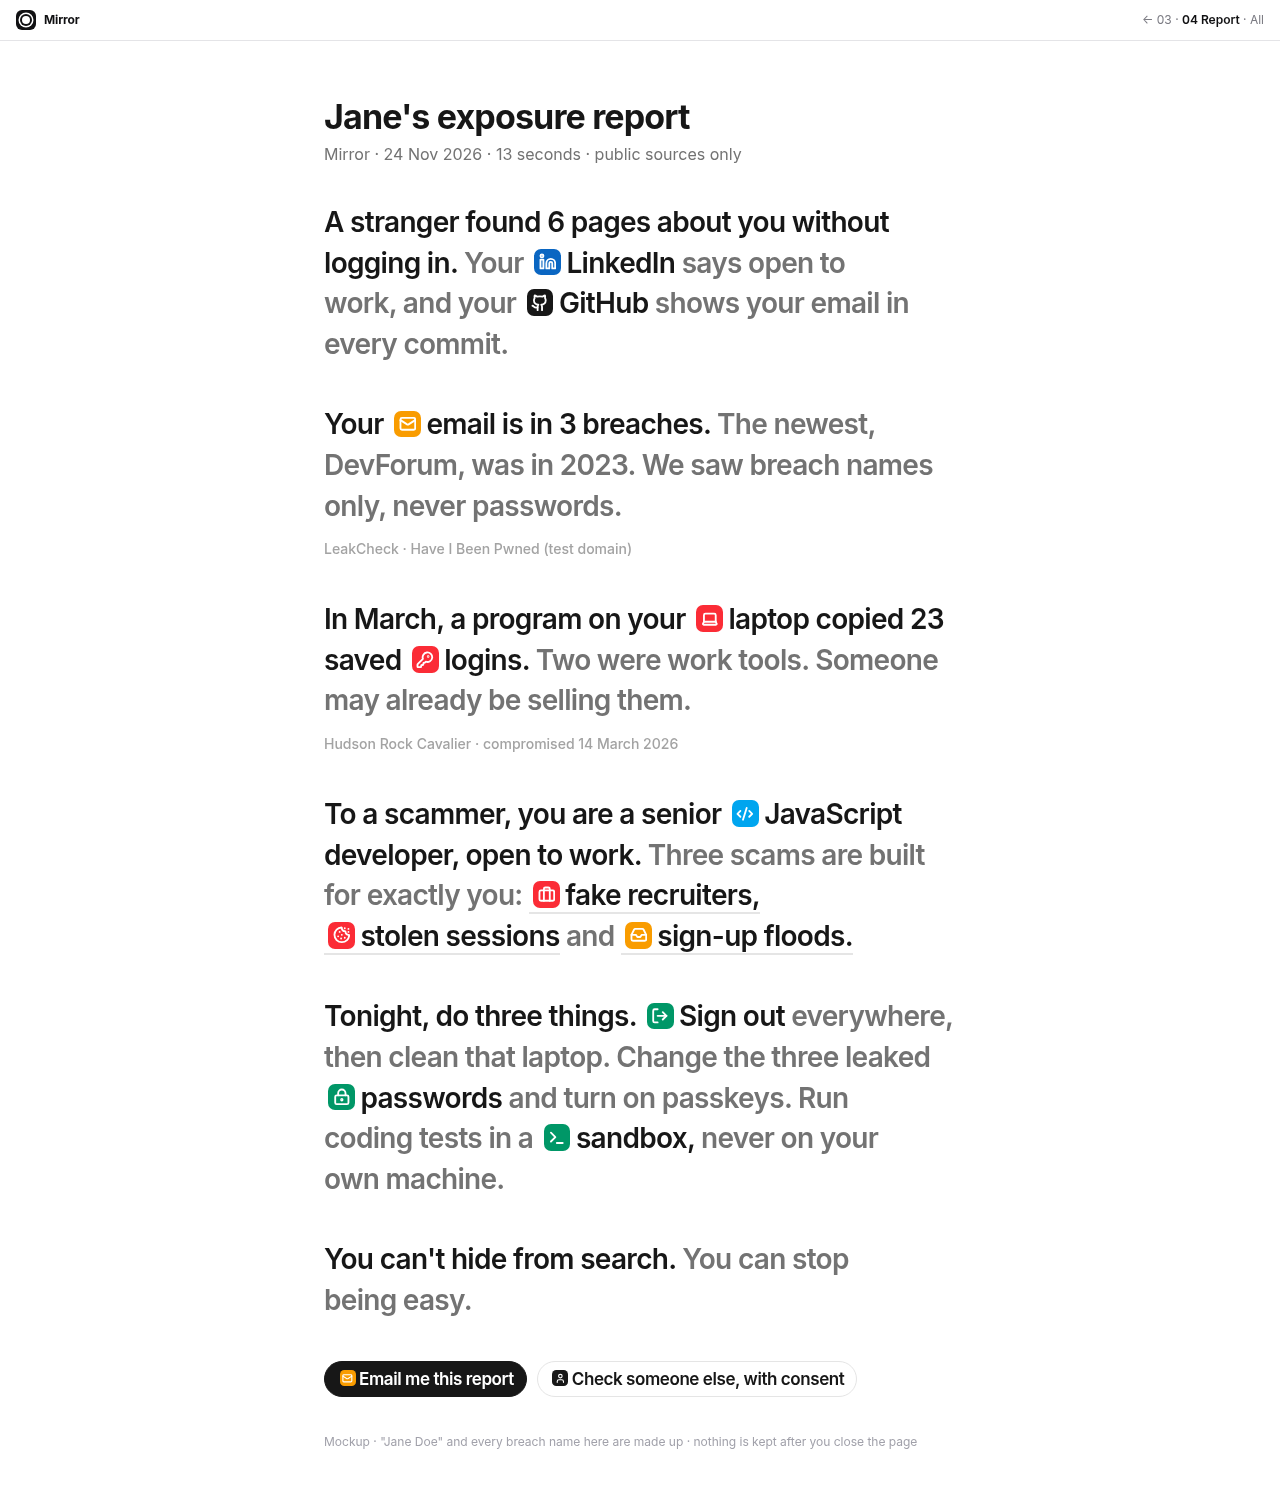 Mirror
← 03 · 04 Report · All
Jane's exposure report
Mirror · 24 Nov 2026 · 13 seconds · public sources only
A stranger found 6 pages about you without
logging in. Your LinkedIn says open to
work, and your GitHub shows your email in
every commit.
Your email is in 3 breaches. The newest,
DevForum, was in 2023. We saw breach names
only, never passwords.
LeakCheck · Have I Been Pwned (test domain)
In March, a program on your laptop copied 23
saved logins. Two were work tools. Someone
may already be selling them.
Hudson Rock Cavalier · compromised 14 March 2026
To a scammer, you are a senior JavaScript
developer, open to work. Three scams are built
for exactly you: fake recruiters,
stolen sessions and sign-up floods.
Tonight, do three things. Sign out everywhere,
then clean that laptop. Change the three leaked
passwords and turn on passkeys. Run
coding tests in a sandbox, never on your
own machine.
You can't hide from search. You can stop
being easy.
Email me this report
Check someone else, with consent
Mockup · "Jane Doe" and every breach name here are made up · nothing is kept after you close the page